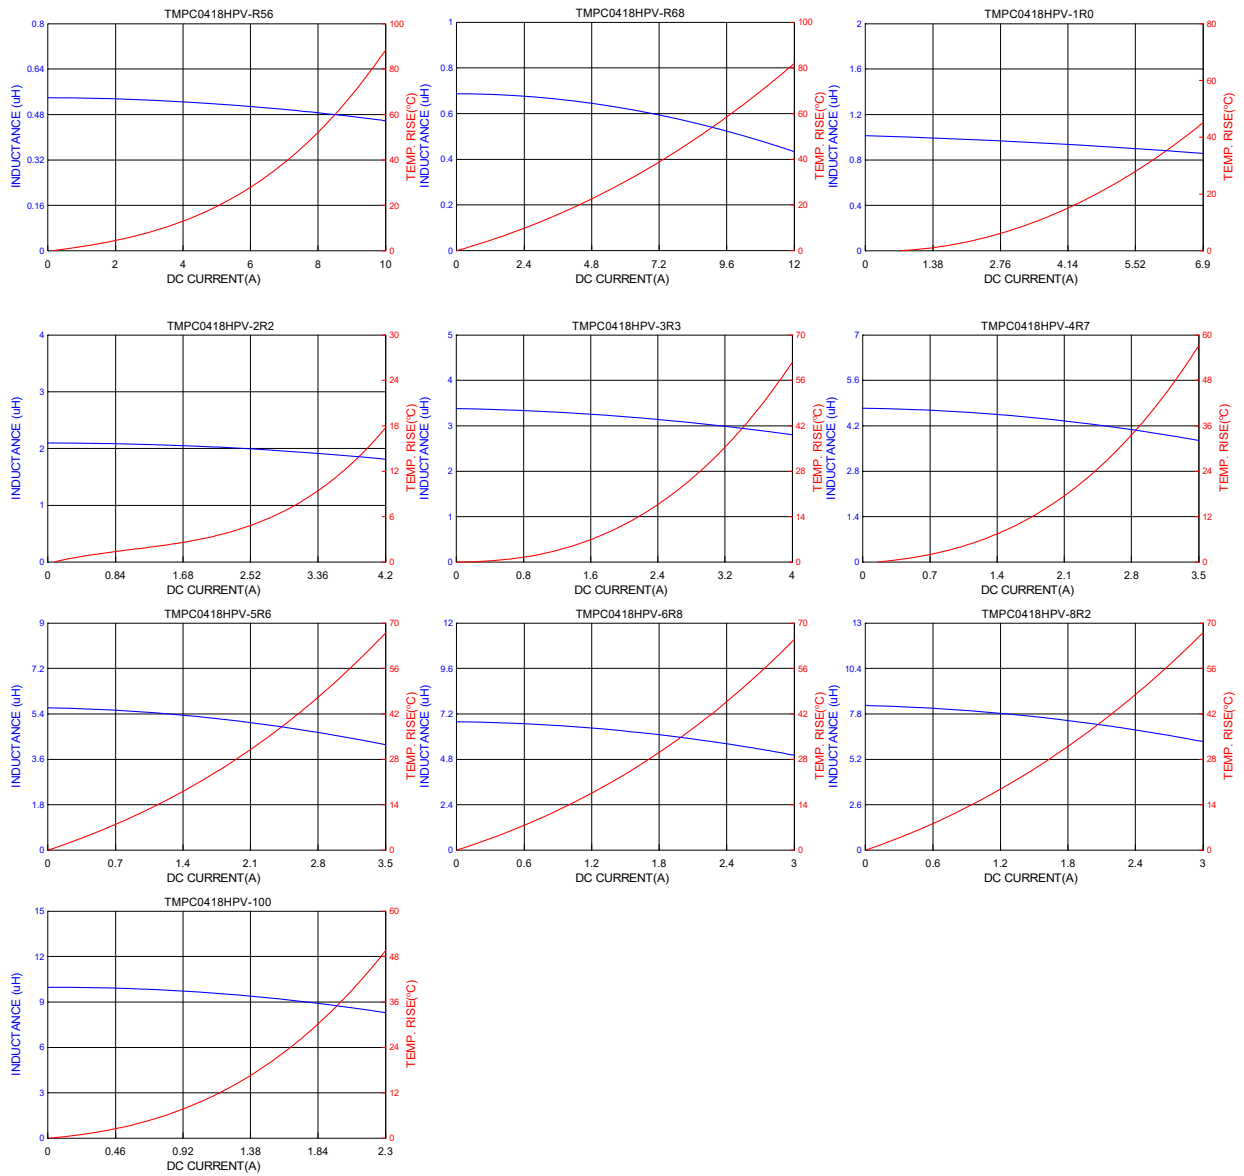 TMPC0418HPV-R56
INDUCTANCE (uH)
0.8
0.64
0.48
0.32
0.16
0
100
80
60
40
20
0
TEMP. RISE(ºC)
0 2 4 6 8 10
DC CURRENT(A)
TMPC0418HPV-R68
INDUCTANCE (uH)
1
0.8
0.6
0.4
0.2
0
100
80
60
40
20
0
TEMP. RISE(ºC)
0 2.4 4.8 7.2 9.6 12
DC CURRENT(A)
TMPC0418HPV-1R0
INDUCTANCE (uH)
2
1.6
1.2
0.8
0.4
0
80
60
40
20
0
TEMP. RISE(ºC)
0 1.38 2.76 4.14 5.52 6.9
DC CURRENT(A)
TMPC0418HPV-2R2
INDUCTANCE (uH)
4
3
2
1
0
30
24
18
12
6
0
TEMP. RISE(ºC)
0 0.84 1.68 2.52 3.36 4.2
DC CURRENT(A)
TMPC0418HPV-3R3
INDUCTANCE (uH)
5
4
3
2
1
0
70
56
42
28
14
0
TEMP. RISE(ºC)
0 0.8 1.6 2.4 3.2 4
DC CURRENT(A)
TMPC0418HPV-4R7
INDUCTANCE (uH)
7
5.6
4.2
2.8
1.4
0
60
48
36
24
12
0
TEMP. RISE(ºC)
0 0.7 1.4 2.1 2.8 3.5
DC CURRENT(A)
TMPC0418HPV-5R6
INDUCTANCE (uH)
9
7.2
5.4
3.6
1.8
0
70
56
42
28
14
0
TEMP. RISE(ºC)
0 0.7 1.4 2.1 2.8 3.5
DC CURRENT(A)
TMPC0418HPV-6R8
INDUCTANCE (uH)
12
9.6
7.2
4.8
2.4
0
70
56
42
28
14
0
TEMP. RISE(ºC)
0 0.6 1.2 1.8 2.4 3
DC CURRENT(A)
TMPC0418HPV-8R2
INDUCTANCE (uH)
13
10.4
7.8
5.2
2.6
0
70
56
42
28
14
0
TEMP. RISE(ºC)
0 0.6 1.2 1.8 2.4 3
DC CURRENT(A)
TMPC0418HPV-100
INDUCTANCE (uH)
15
12
9
6
3
0
60
48
36
24
12
0
TEMP. RISE(ºC)
0 0.46 0.92 1.38 1.84 2.3
DC CURRENT(A)